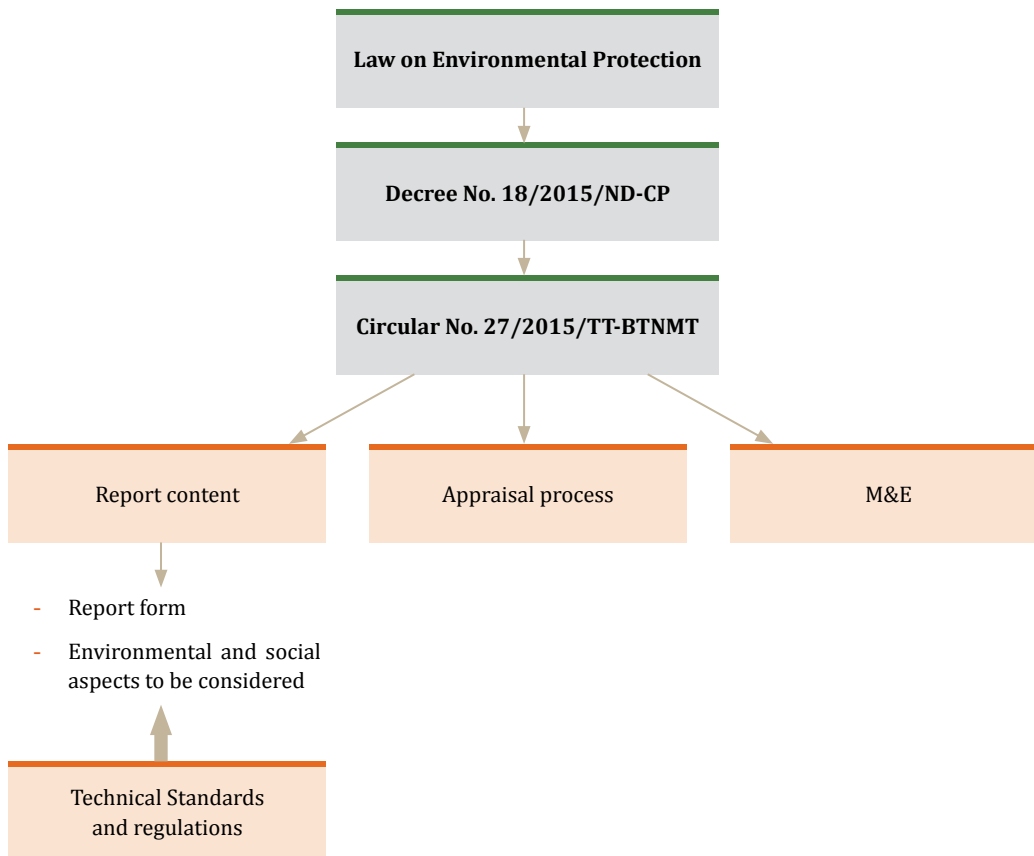 Law on Environmental Protection
Decree No. 18/2015/ND-CP
Circular No. 27/2015/TT-BTNMT
Report content
Appraisal process
M&E
- Report form
- Environmental and social
aspects to be considered
Technical Standards
and regulations